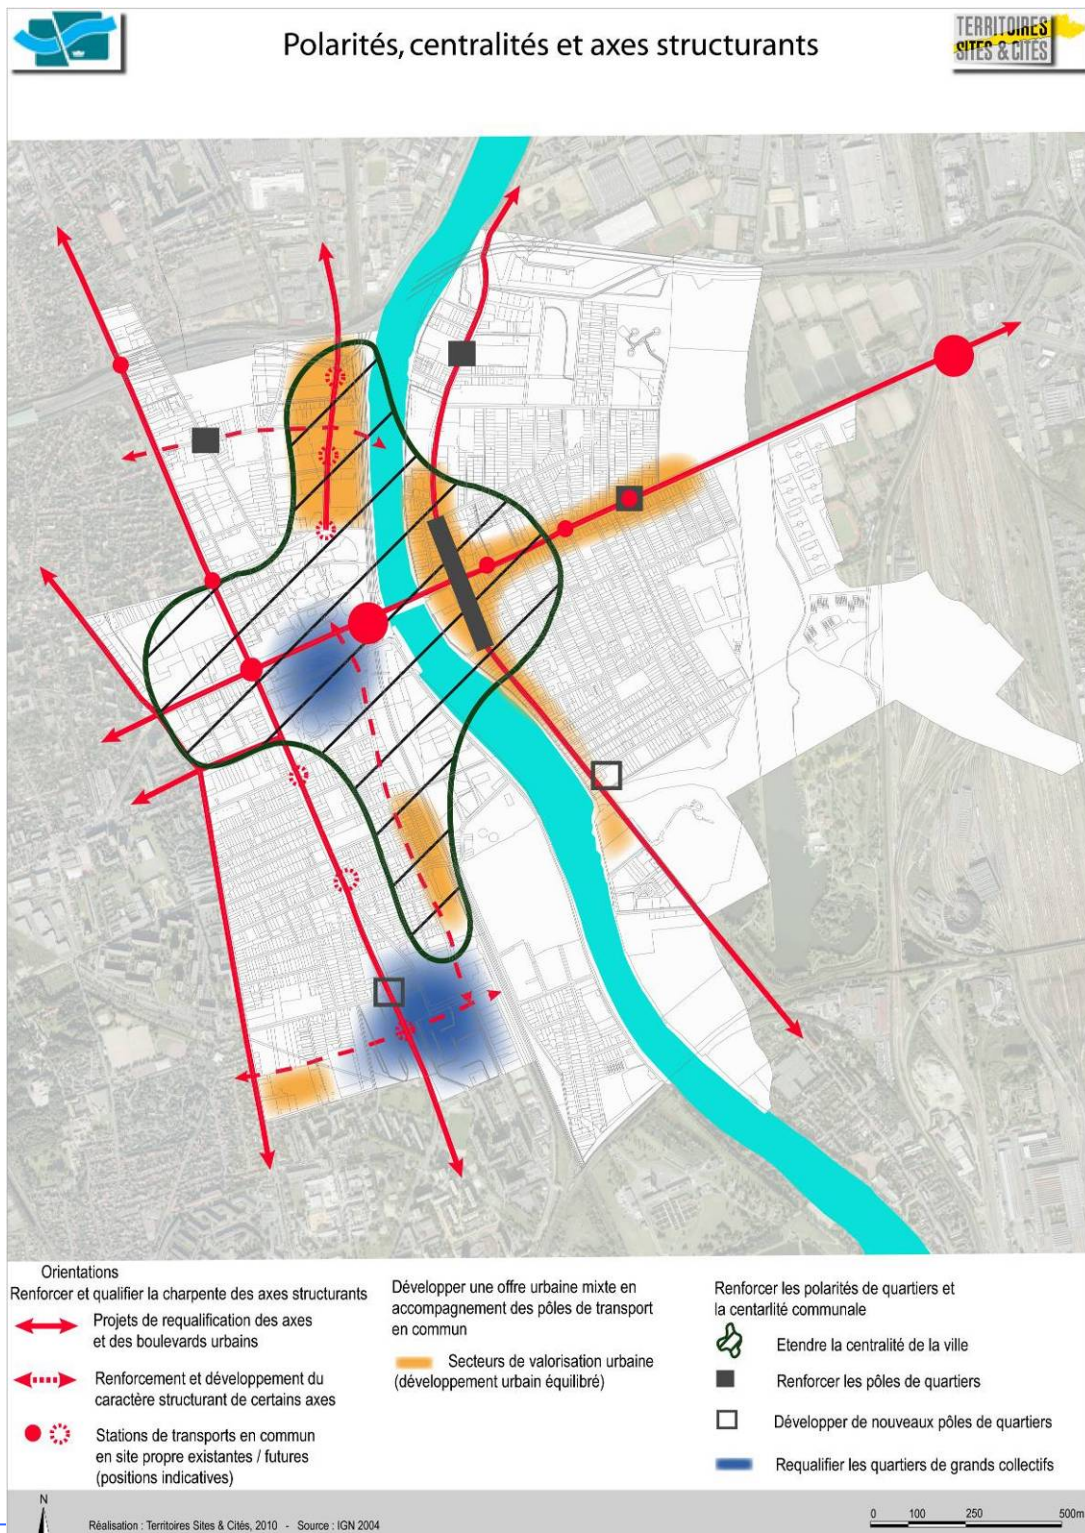 Polarités, centralités et axes structurants
TERRITOIRES
SITES & CITÉS
Orientations
Renforcer et qualifier la charpente des axes structurants
Projets de requalification des axes
et des boulevards urbains
Renforcement et développement du
caractère structurant de certains axes
Stations de transports en commun
en site propre existantes / futures
(positions indicatives)
Développer une offre urbaine mixte en
accompagnement des pôles de transport
en commun
Secteurs de valorisation urbaine
(développement urbain équilibré)
Renforcer les polarités de quartiers et
la centarlité communale
Etendre la centralité de la ville
Renforcer les pôles de quartiers
Développer de nouveaux pôles de quartiers
Requalifier les quartiers de grands collectifs
N
Réalisation : Territoires Sites & Cités, 2010 - Source : IGN 2004
0 100 250 500m